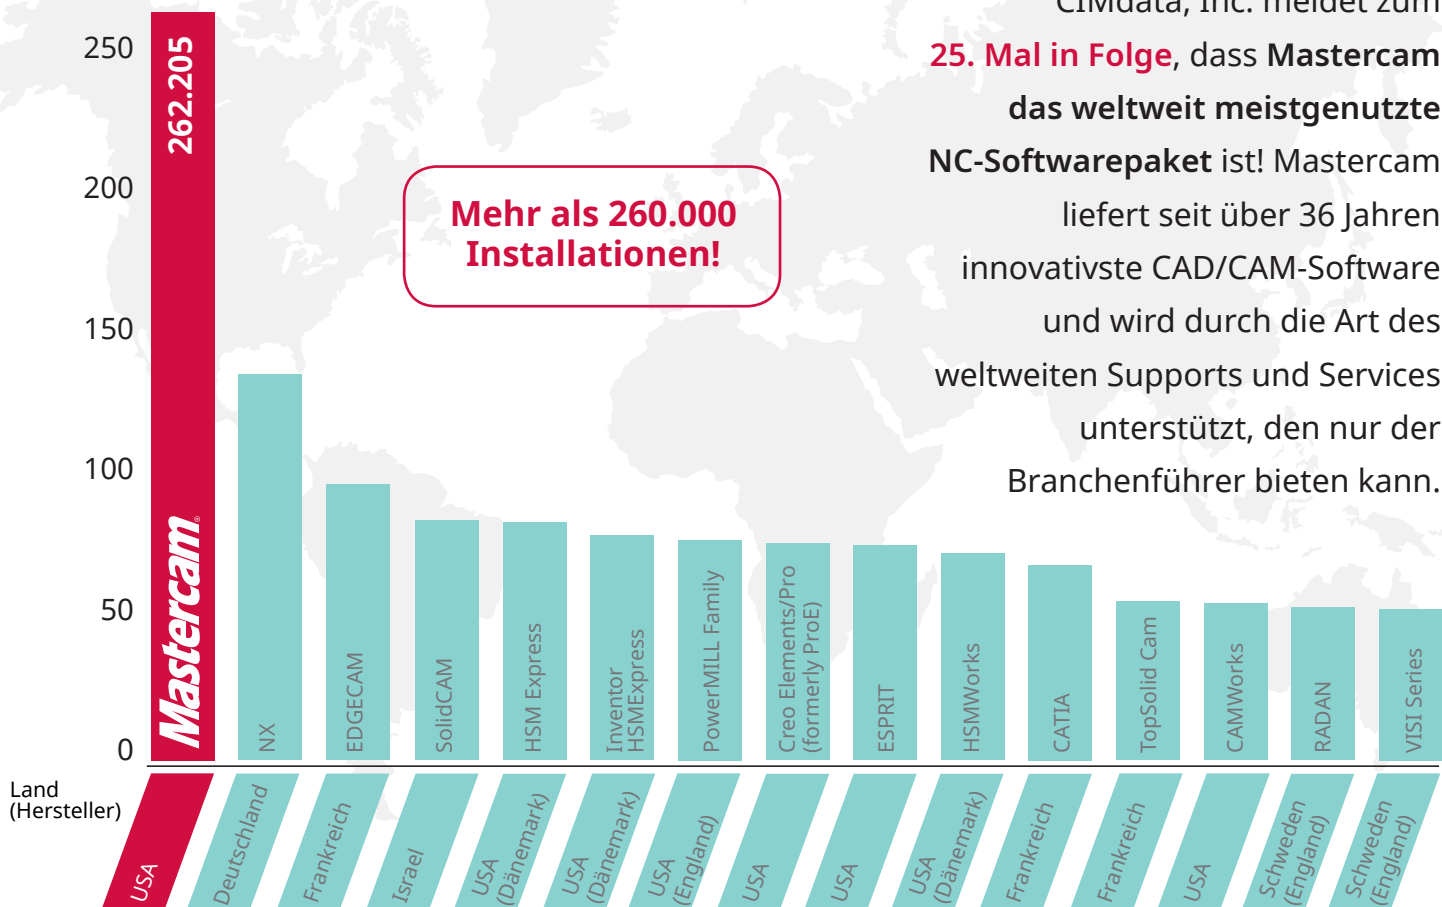 CIMdata, Inc. meldet zum
25. Mal in Folge, dass Mastercam
das weltweit meistgenutzte
NC-Softwarepaket ist! Mastercam
liefert seit über 36 Jahren
innovativste CAD/CAM-Software
und wird durch die Art des
weltweiten Supports und Services
unterstützt, den nur der
Branchenführer bieten kann.
Mehr als 260.000
Installationen!
250
200
150
100
50
0
262.205
Mastercam®
NX
EDGECAM
SolidCAM
HSM Express
Inventor
HSMExpress
PowerMILL Family
Creo Elements/Pro
(formerly ProE)
ESPRIT
HSMWorks
CATIA
TopSolid Cam
CAMWorks
RADAN
VISI Series
Land
(Hersteller)
USA
Deutschland
Frankreich
Israel
USA
(Dänemark)
USA
(Dänemark)
USA
(England)
USA
USA
USA
(Dänemark)
Frankreich
Frankreich
USA
Schweden
(England)
Schweden
(England)